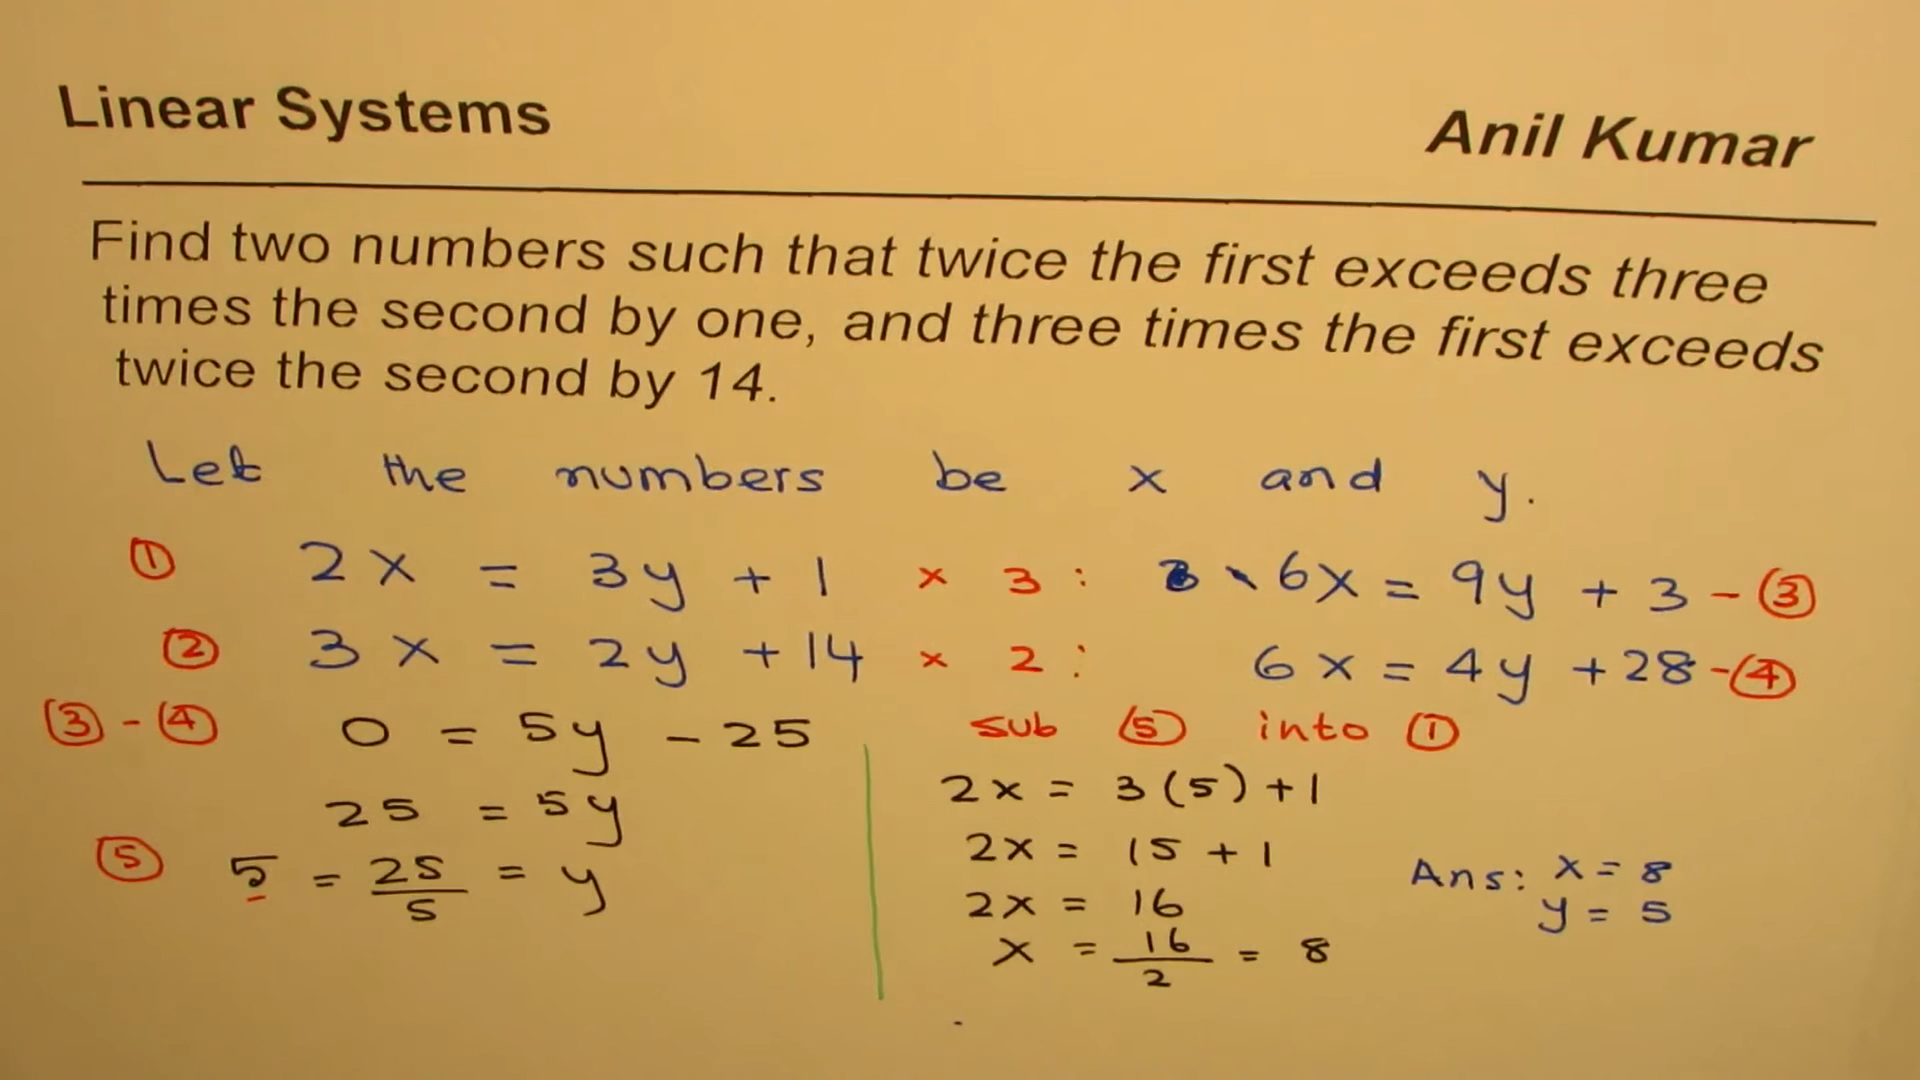 Linear Systems
Anil Kumar
Find two numbers such that twice the first exceeds three
times the second by one, and three times the first exceeds
twice the second by 14.
Let the numbers be x and y.
① 2x = 3y + 1 × 3 : 6x = 9y + 3 - ③
② 3x = 2y + 14 × 2 : 6x = 4y + 28 - ④
③ - ④ 0 = 5y - 25
25 = 5y
⑤ 5 = 25/5 = y
sub ⑤ into ①
2x = 3(5) + 1
2x = 15 + 1
2x = 16
x = 16/2 = 8
Ans: x = 8
y = 5